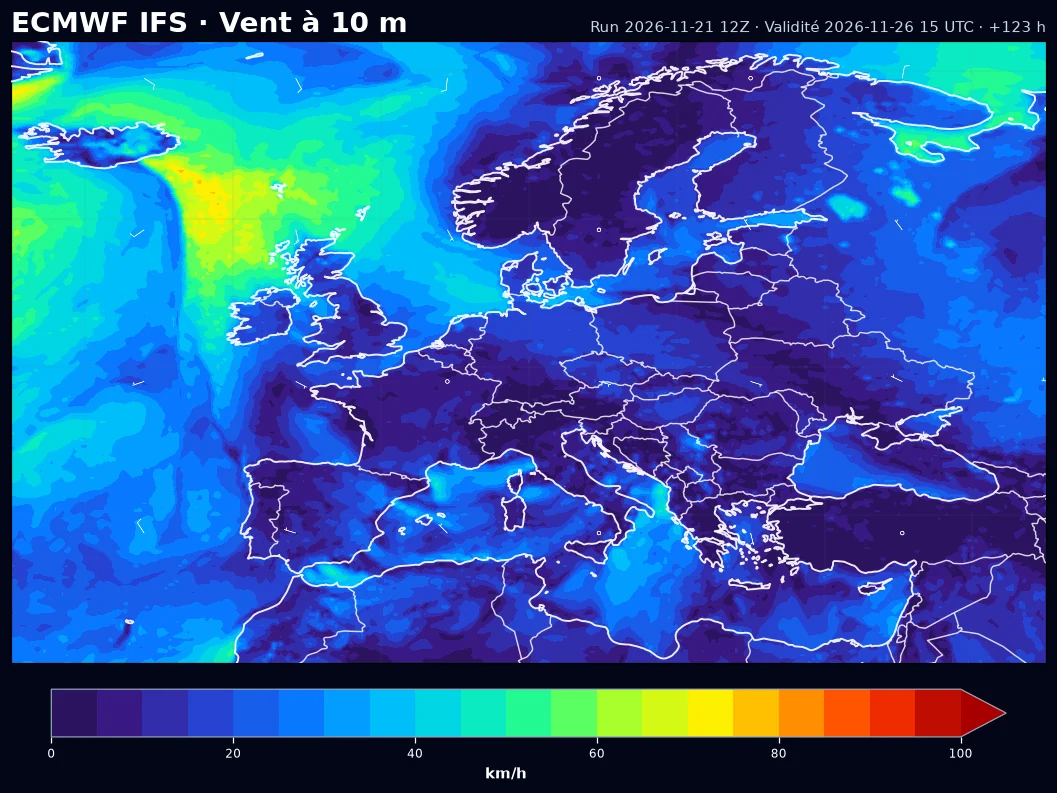 ECMWF IFS · Vent à 10 m
Run 2026-11-21 12Z · Validité 2026-11-26 15 UTC · +123 h
0 20 40 60 80 100
km/h